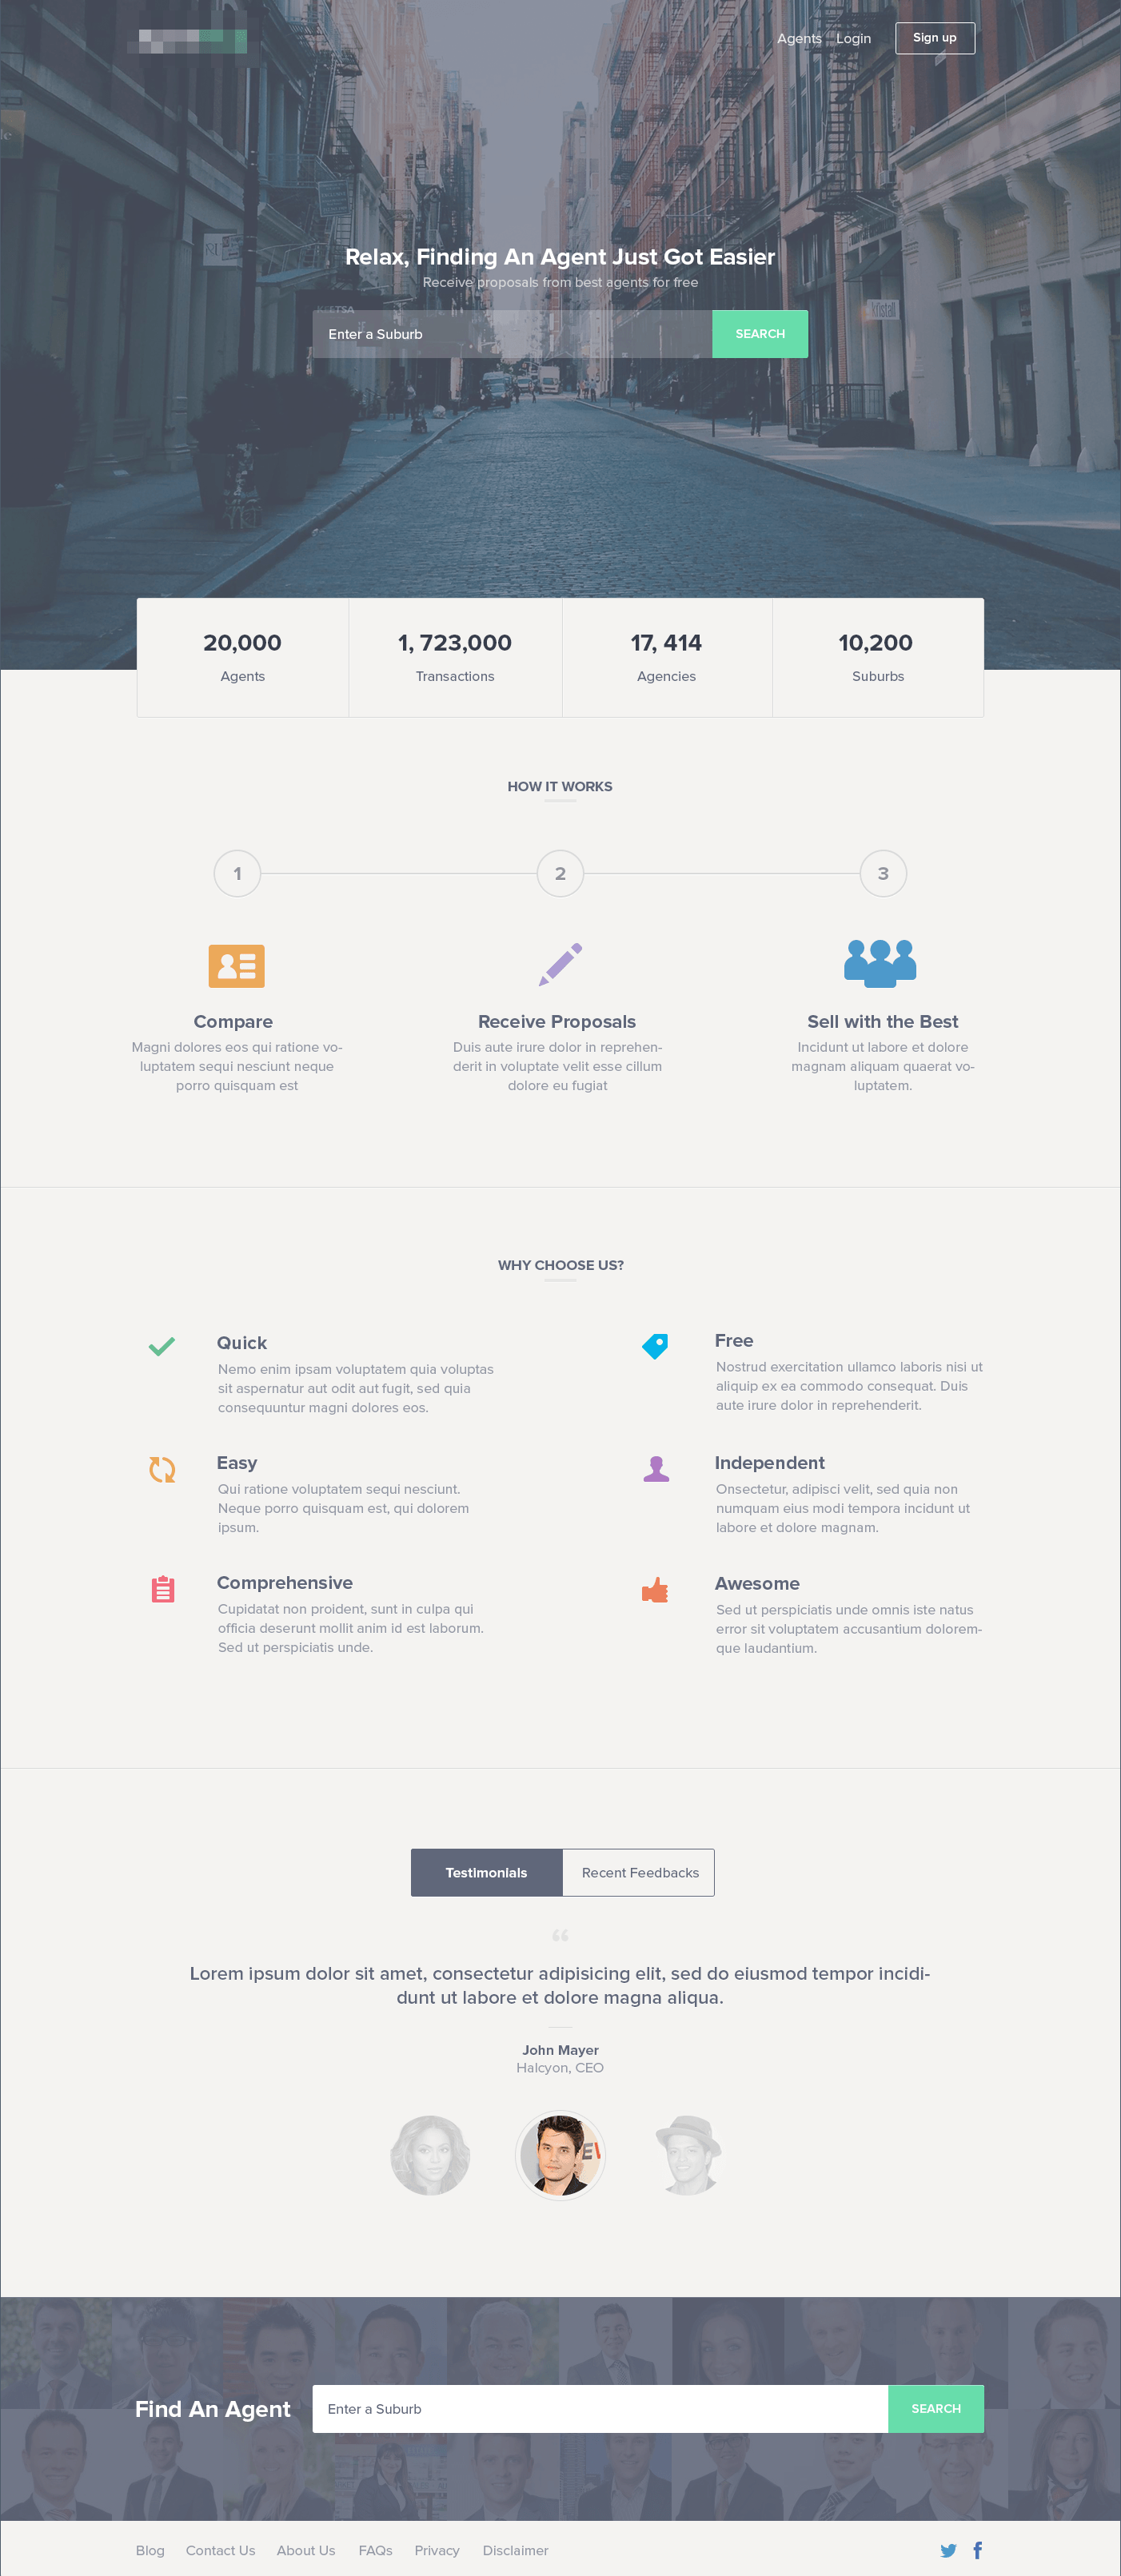 Agents Login Sign up
Relax, Finding An Agent Just Got Easier
Receive proposals from best agents for free
Enter a Suburb SEARCH
20,000
Agents
1, 723,000
Transactions
17, 414
Agencies
10,200
Suburbs
HOW IT WORKS
1 2 3
Compare
Magni dolores eos qui ratione vo-
luptatem sequi nesciunt neque
porro quisquam est
Receive Proposals
Duis aute irure dolor in reprehen-
derit in voluptate velit esse cillum
dolore eu fugiat
Sell with the Best
Incidunt ut labore et dolore
magnam aliquam quaerat vo-
luptatem.
WHY CHOOSE US?
Quick
Nemo enim ipsam voluptatem quia voluptas
sit aspernatur aut odit aut fugit, sed quia
consequuntur magni dolores eos.
Free
Nostrud exercitation ullamco laboris nisi ut
aliquip ex ea commodo consequat. Duis
aute irure dolor in reprehenderit.
Easy
Qui ratione voluptatem sequi nesciunt.
Neque porro quisquam est, qui dolorem
ipsum.
Independent
Onsectetur, adipisci velit, sed quia non
numquam eius modi tempora incidunt ut
labore et dolore magnam.
Comprehensive
Cupidatat non proident, sunt in culpa qui
officia deserunt mollit anim id est laborum.
Sed ut perspiciatis unde.
Awesome
Sed ut perspiciatis unde omnis iste natus
error sit voluptatem accusantium dolorem-
que laudantium.
Testimonials Recent Feedbacks
“
Lorem ipsum dolor sit amet, consectetur adipisicing elit, sed do eiusmod tempor incidi-
dunt ut labore et dolore magna aliqua.
John Mayer
Halcyon, CEO
Find An Agent Enter a Suburb SEARCH
Blog Contact Us About Us FAQs Privacy Disclaimer